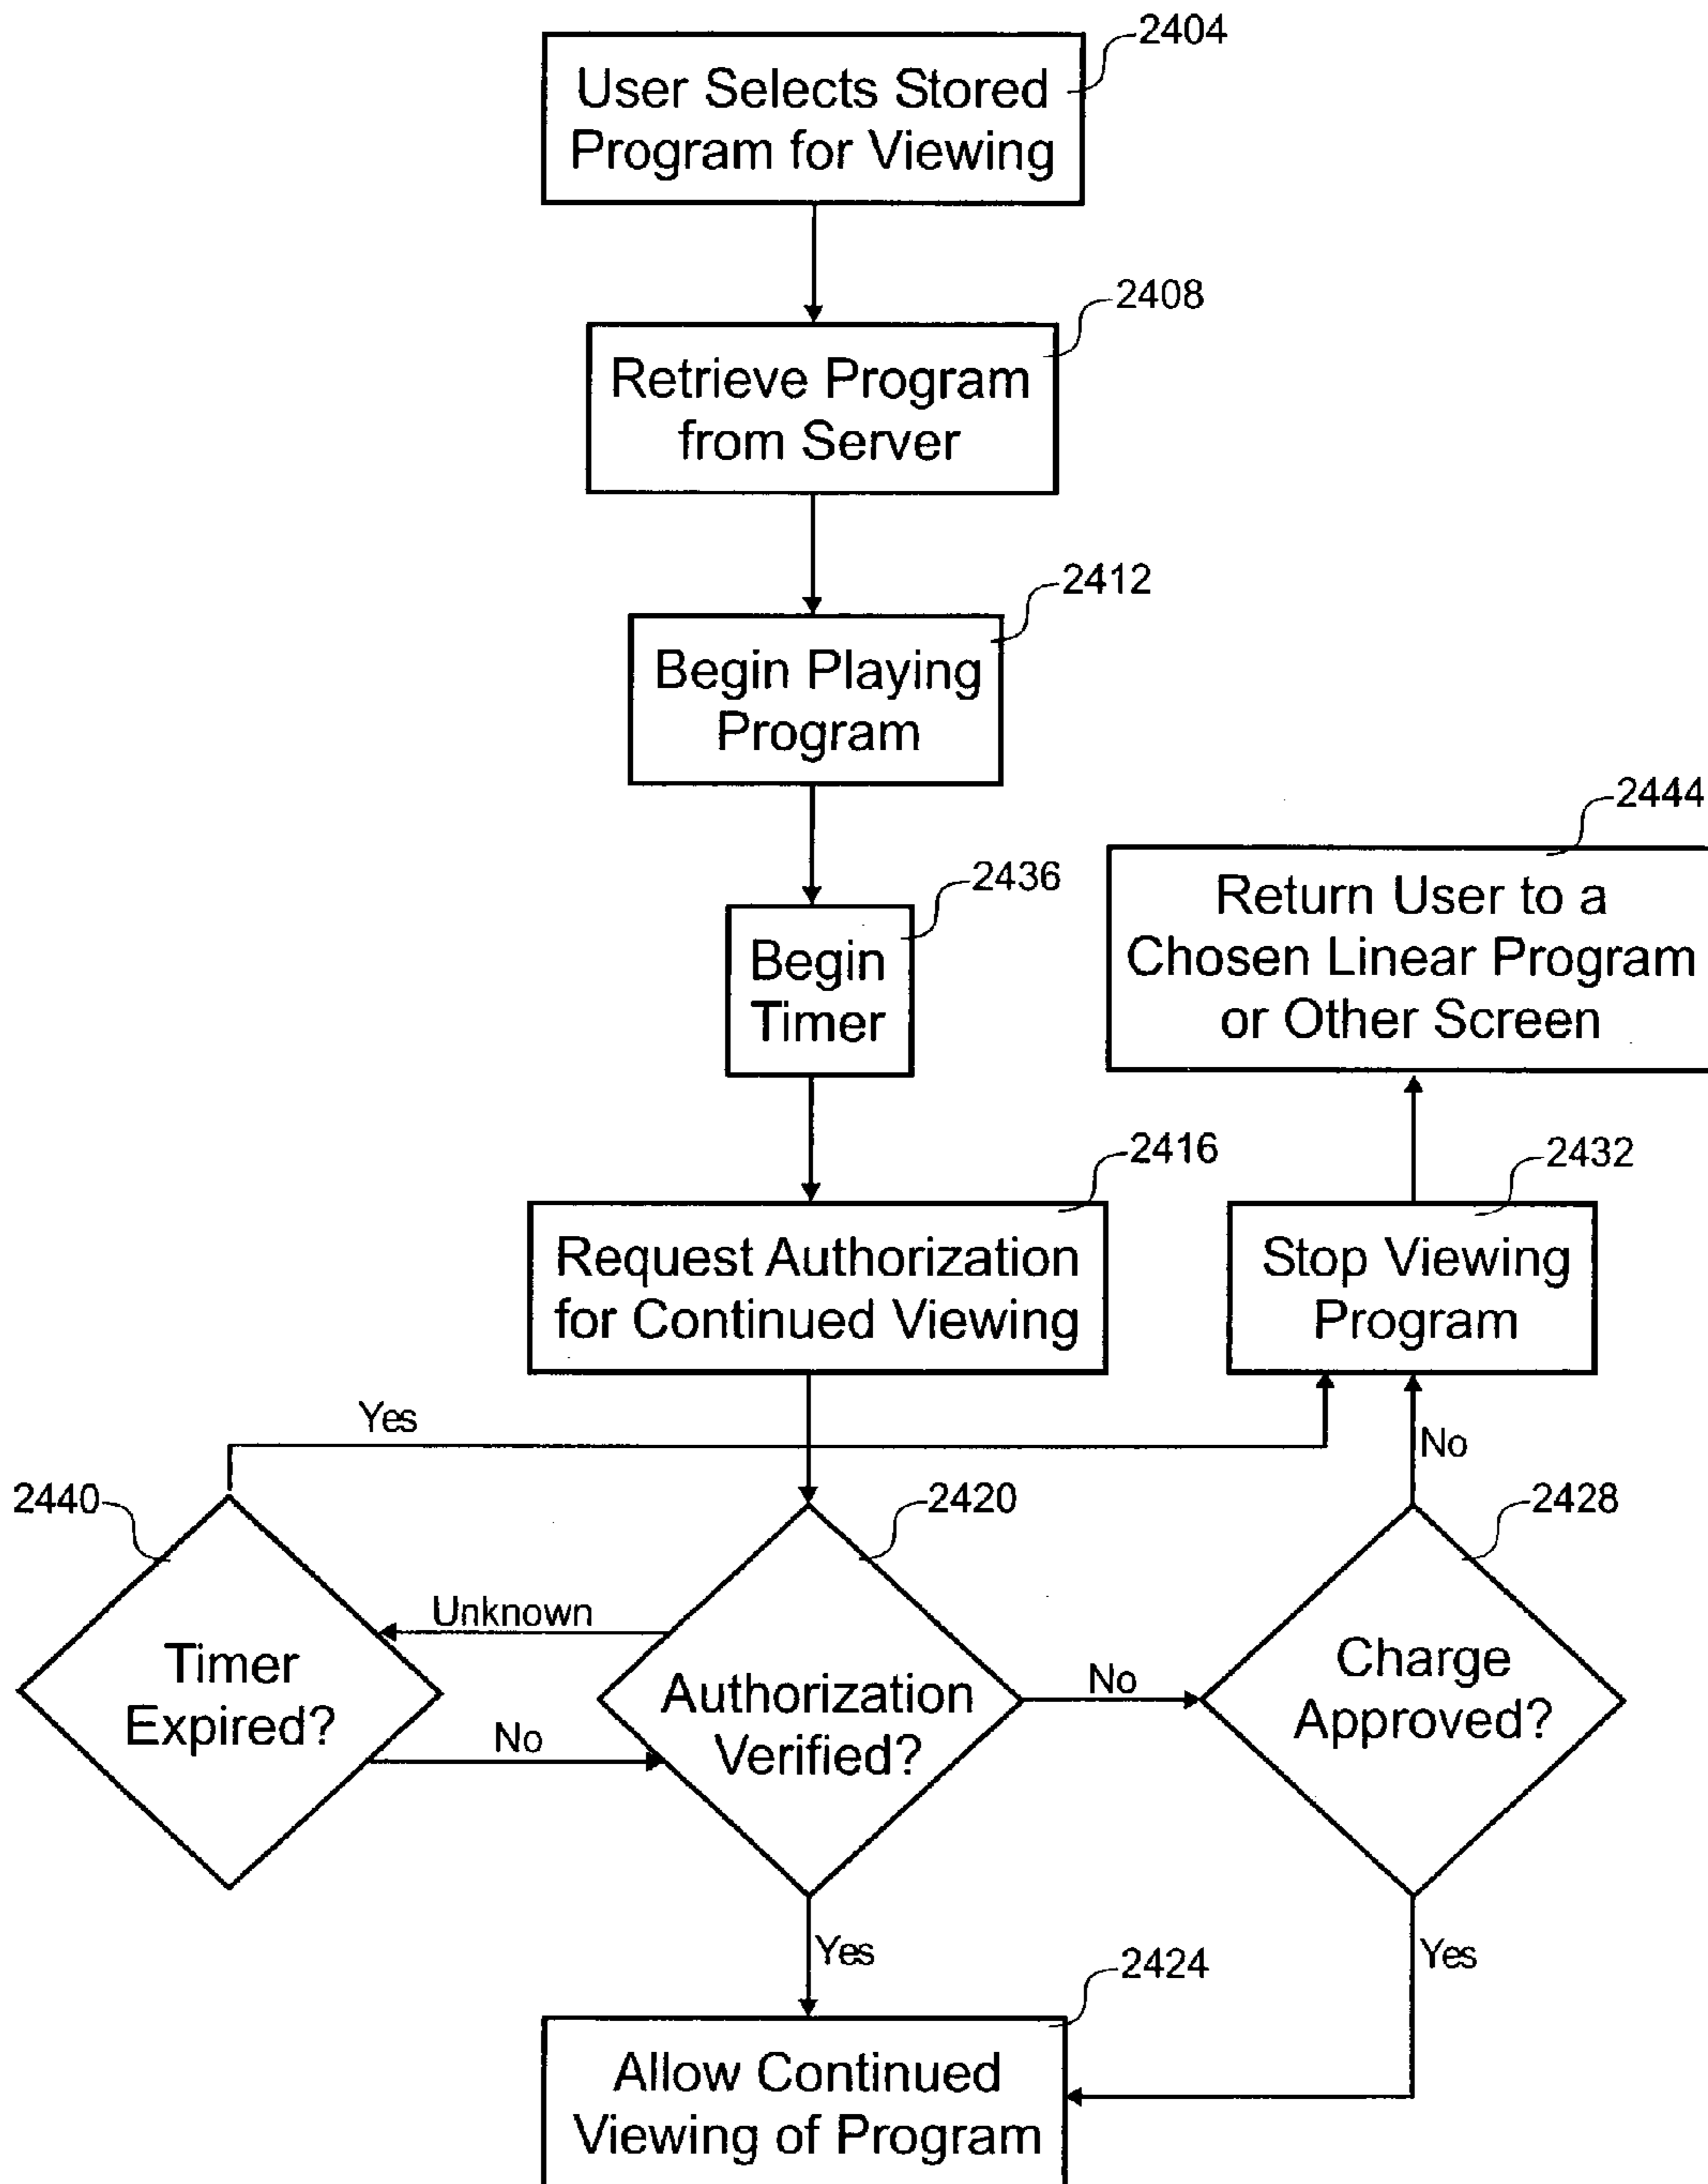 2404
User Selects Stored
Program for Viewing
2408
Retrieve Program
from Server
2412
Begin Playing
Program
2444
Return User to a
Chosen Linear Program
or Other Screen
2436
Begin
Timer
2416
Request Authorization
for Continued Viewing
2432
Stop Viewing
Program
Yes
No
2440
Timer
Expired?
Unknown
No
2420
Authorization
Verified?
No
2428
Charge
Approved?
Yes
Yes
2424
Allow Continued
Viewing of Program